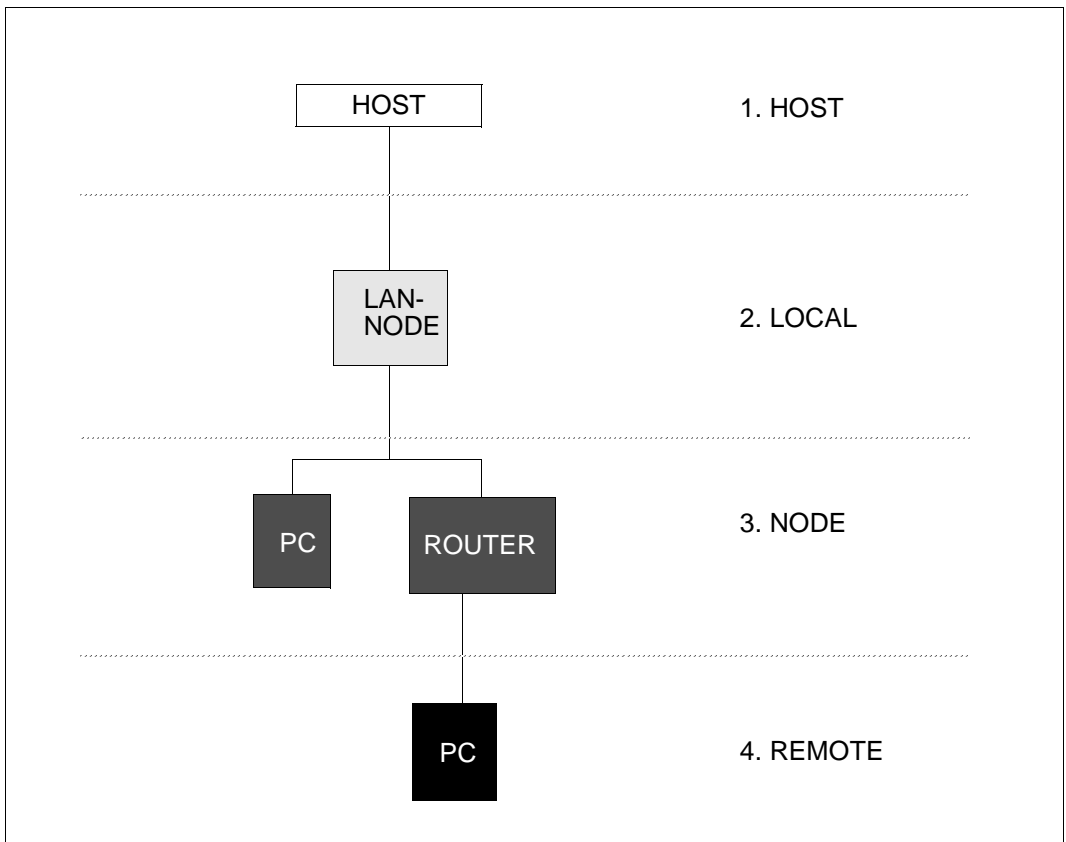 HOST
1. HOST
LAN-
NODE
2. LOCAL
PC
ROUTER
3. NODE
PC
4. REMOTE